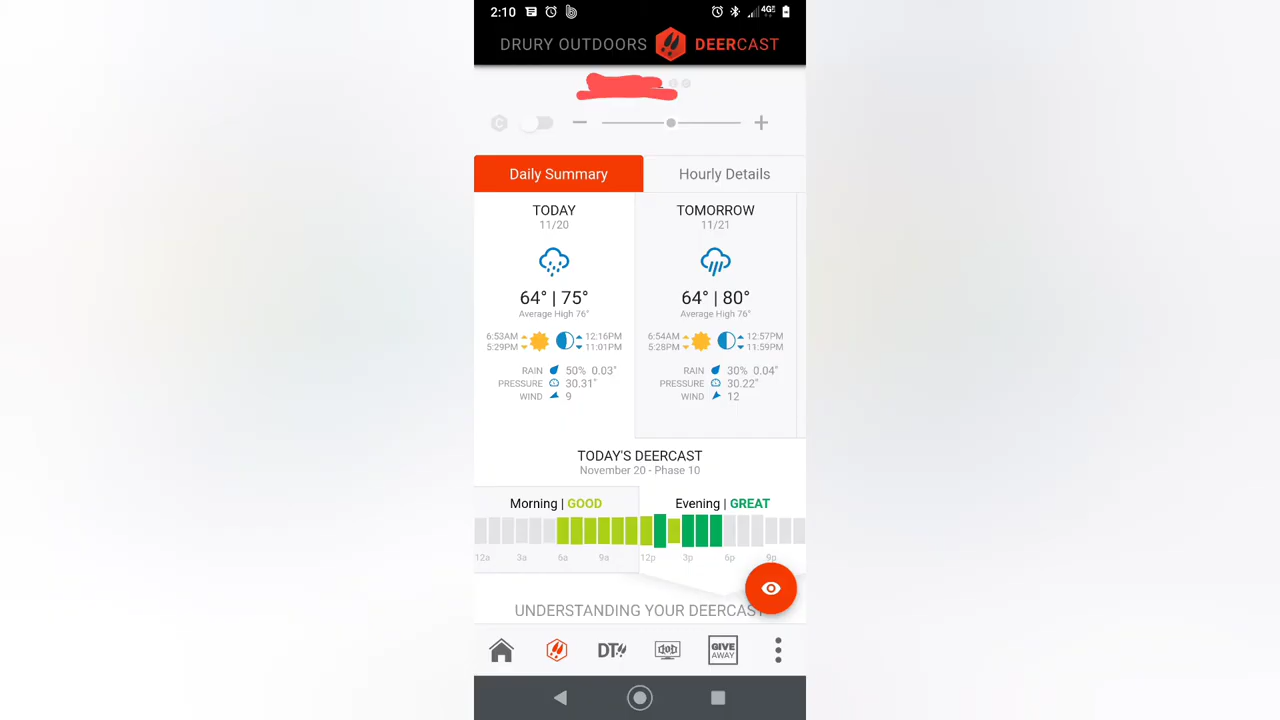 2:10 4G
DRURY OUTDOORS DEERCAST
C
Daily Summary Hourly Details
TODAY TOMORROW
11/20 11/21
64° | 75° 64° | 80°
Average High 76° Average High 76°
6:53AM 12:16PM 6:54AM 12:57PM
5:29PM 11:01PM 5:28PM 11:59PM
RAIN 50% 0.03" RAIN 30% 0.04"
PRESSURE 30.31" PRESSURE 30.22"
WIND 9 WIND 12
TODAY'S DEERCAST
November 20 - Phase 10
Morning | GOOD Evening | GREAT
12a 3a 6a 9a 12p 3p 6p 9p
UNDERSTANDING YOUR DEERCAST
DT DOD GIVE
AWAY